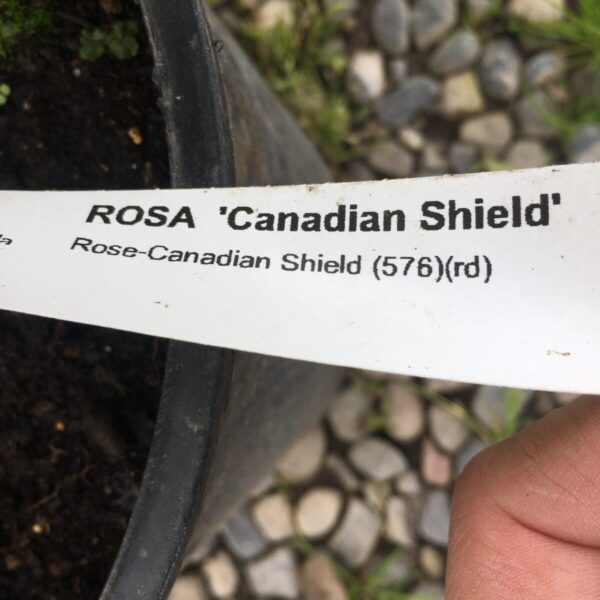 ROSA 'Canadian Shield'
Rose-Canadian Shield (576)(rd)